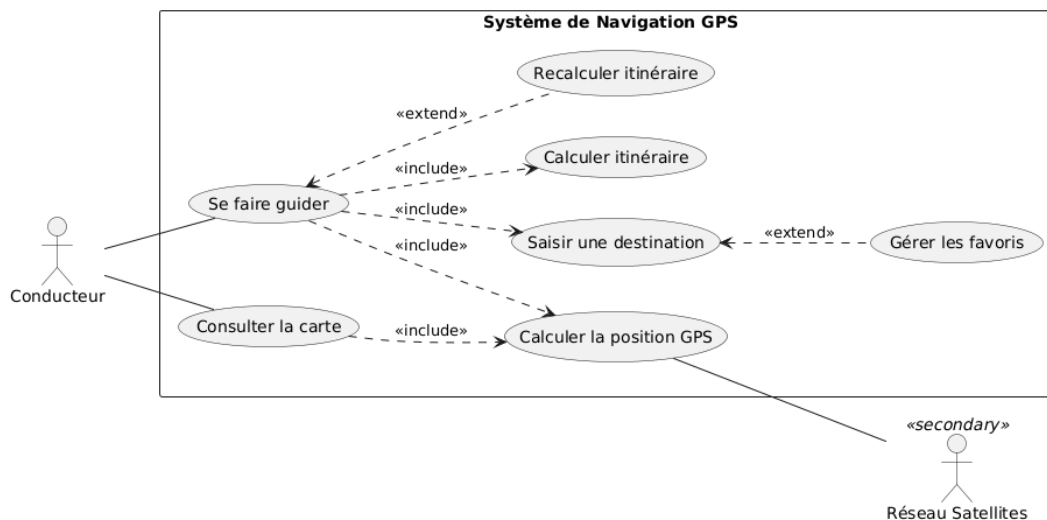 Système de Navigation GPS
Recalculer itinéraire
«extend»
Calculer itinéraire
«include»
Se faire guider
«include»
Saisir une destination
«extend»
Gérer les favoris
«include»
Conducteur
Consulter la carte
«include»
Calculer la position GPS
«secondary»
Réseau Satellites